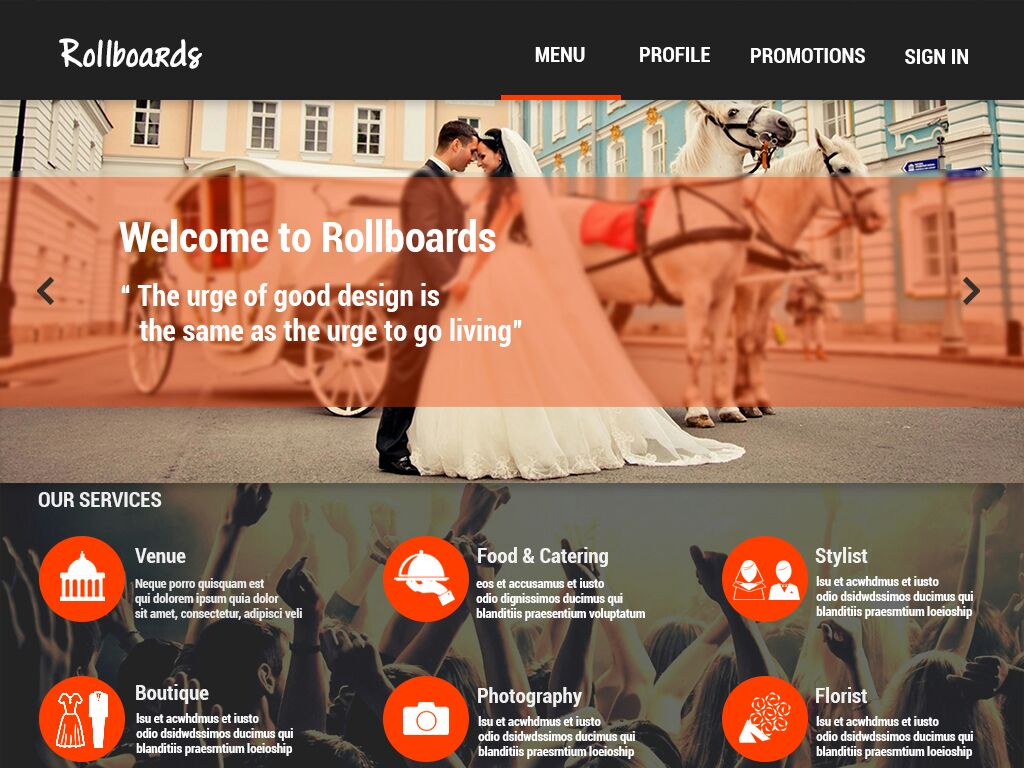 Rollboards
MENU
PROFILE
PROMOTIONS
SIGN IN
Welcome to Rollboards
“ The urge of good design is
the same as the urge to go living”
OUR SERVICES
Venue
Neque porro quisquam est
qui dolorem ipsum quia dolor
sit amet, consectetur, adipisci veli
Food & Catering
eos et accusamus et iusto
odio dignissimos ducimus qui
blanditiis praesentium voluptatum
Stylist
Isu et acwhdmus et iusto
odio dsidwdssimos ducimus qui
blanditiis praesmtium loeioship
Boutique
Isu et acwhdmus et iusto
odio dsidwdssimos ducimus qui
blanditiis praesmtium loeioship
Photography
Isu et acwhdmus et iusto
odio dsidwdssimos ducimus qui
blanditiis praesmtium loeioship
Florist
Isu et acwhdmus et iusto
odio dsidwdssimos ducimus qui
blanditiis praesmtium loeioship